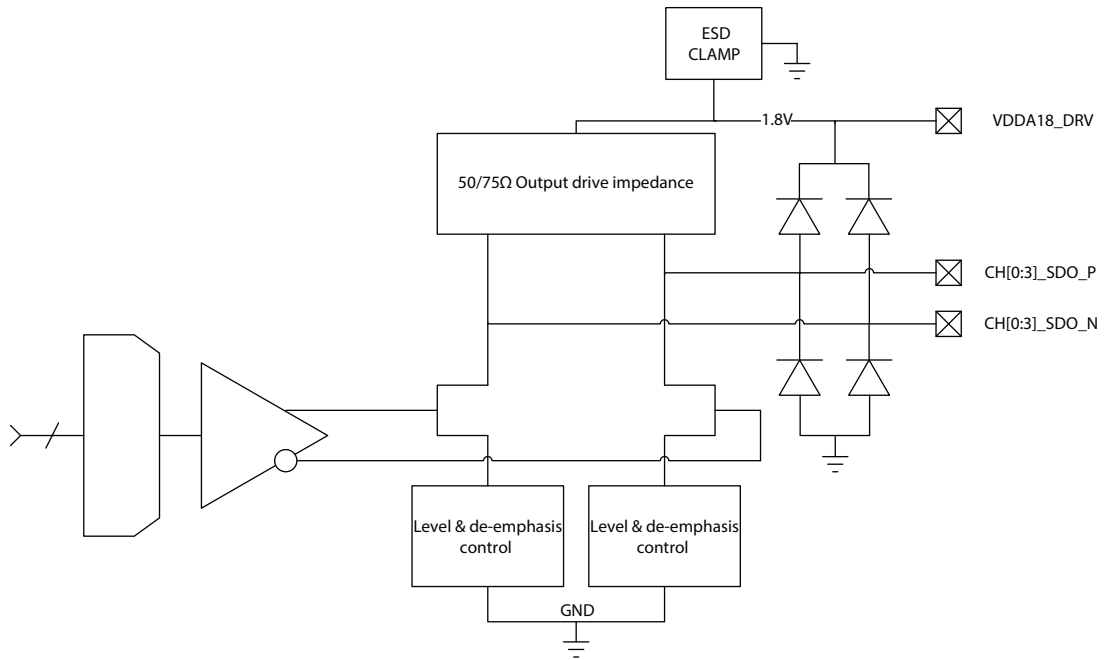 ESD
CLAMP
1.8V
VDDA18_DRV
50/75Ω Output drive impedance
CH[0:3]_SDO_P
CH[0:3]_SDO_N
Level & de-emphasis
control
Level & de-emphasis
control
GND